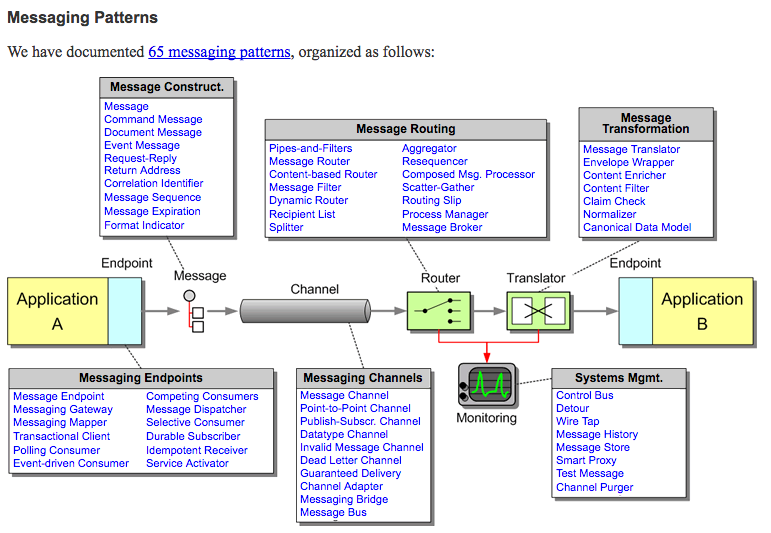 Messaging Patterns
We have documented 65 messaging patterns, organized as follows:
Message Construct.
Message
Command Message
Document Message
Event Message
Request-Reply
Return Address
Correlation Identifier
Message Sequence
Message Expiration
Format Indicator
Message Routing
Pipes-and-Filters
Message Router
Content-based Router
Message Filter
Dynamic Router
Recipient List
Splitter
Aggregator
Resequencer
Composed Msg. Processor
Scatter-Gather
Routing Slip
Process Manager
Message Broker
Message
Transformation
Message Translator
Envelope Wrapper
Content Enricher
Content Filter
Claim Check
Normalizer
Canonical Data Model
Endpoint
Message
Channel
Router
Translator
Endpoint
Application
A
Application
B
Messaging Endpoints
Message Endpoint
Messaging Gateway
Messaging Mapper
Transactional Client
Polling Consumer
Event-driven Consumer
Competing Consumers
Message Dispatcher
Selective Consumer
Durable Subscriber
Idempotent Receiver
Service Activator
Messaging Channels
Message Channel
Point-to-Point Channel
Publish-Subscr. Channel
Datatype Channel
Invalid Message Channel
Dead Letter Channel
Guaranteed Delivery
Channel Adapter
Messaging Bridge
Message Bus
Monitoring
Systems Mgmt.
Control Bus
Detour
Wire Tap
Message History
Message Store
Smart Proxy
Test Message
Channel Purger